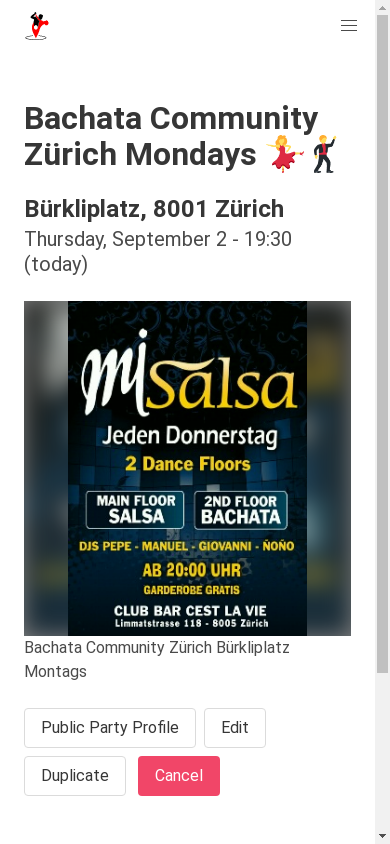 Bachata Community
Zürich Mondays 💃🕺
Bürkliplatz, 8001 Zürich
Thursday, September 2 - 19:30
(today)
mi Salsa
Jeden Donnerstag
2 Dance Floors
MAIN FLOOR
SALSA
2ND FLOOR
BACHATA
DJS PEPE - MANUEL - GIOVANNI - ÑOÑO
AB 20:00 UHR
GARDEROBE GRATIS
CLUB BAR CEST LA VIE
Limmatstrasse 118 - 8005 Zürich
Bachata Community Zürich Bürkliplatz
Montags
Public Party Profile
Edit
Duplicate
Cancel